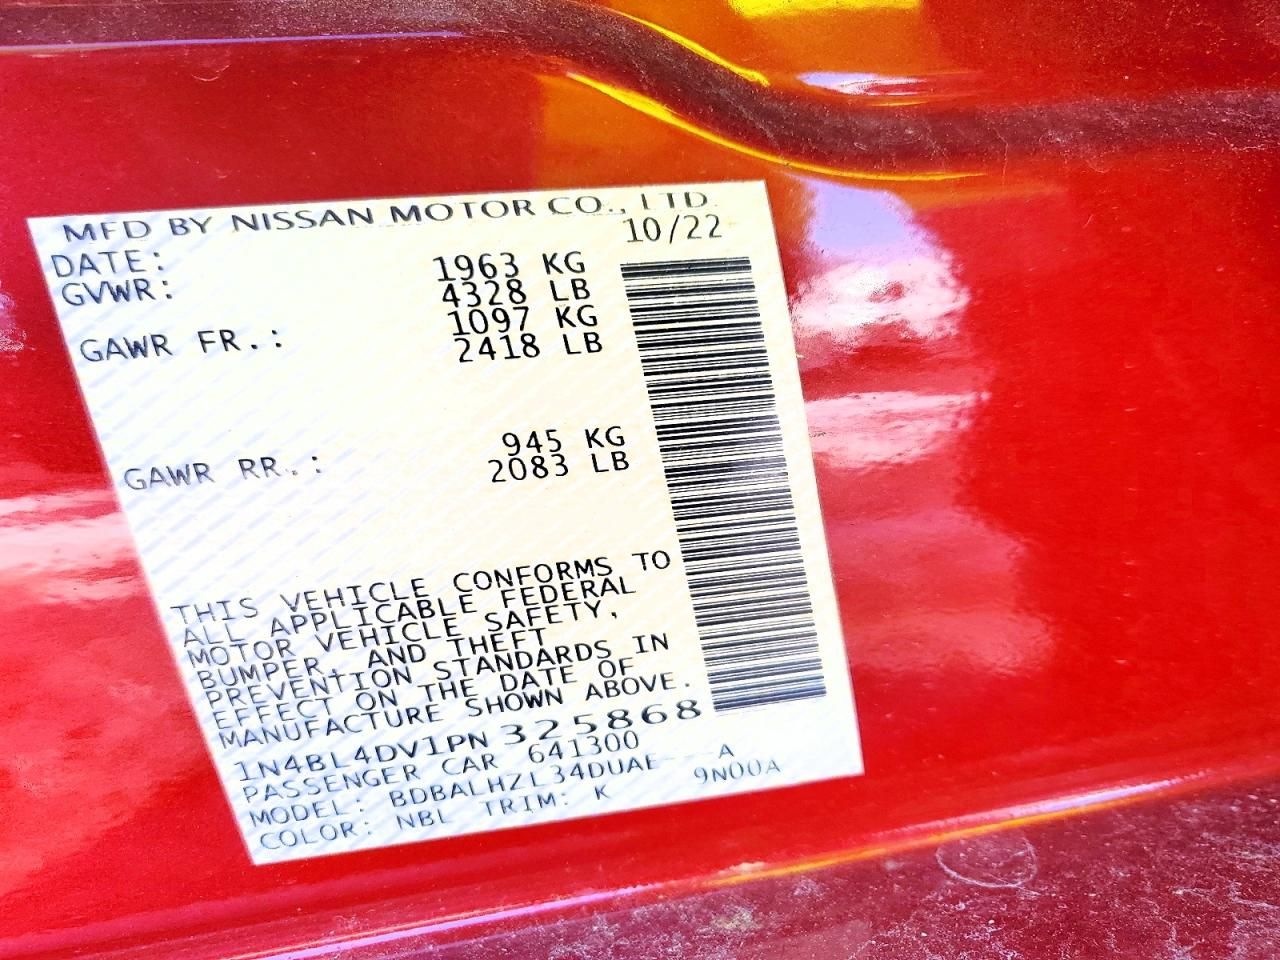 MFD BY NISSAN MOTOR CO., LTD.
DATE: 10/22
GVWR: 1963 KG
4328 LB
GAWR FR.: 1097 KG
2418 LB
GAWR RR.: 945 KG
2083 LB
THIS VEHICLE CONFORMS TO
ALL APPLICABLE FEDERAL
MOTOR VEHICLE SAFETY,
BUMPER, AND THEFT
PREVENTION STANDARDS IN
EFFECT ON THE DATE OF
MANUFACTURE SHOWN ABOVE.
1N4BL4DV1PN 325868
PASSENGER CAR 641300
MODEL: BDBALHZL34DUAE---A
COLOR: NBL TRIM: K 9N00A